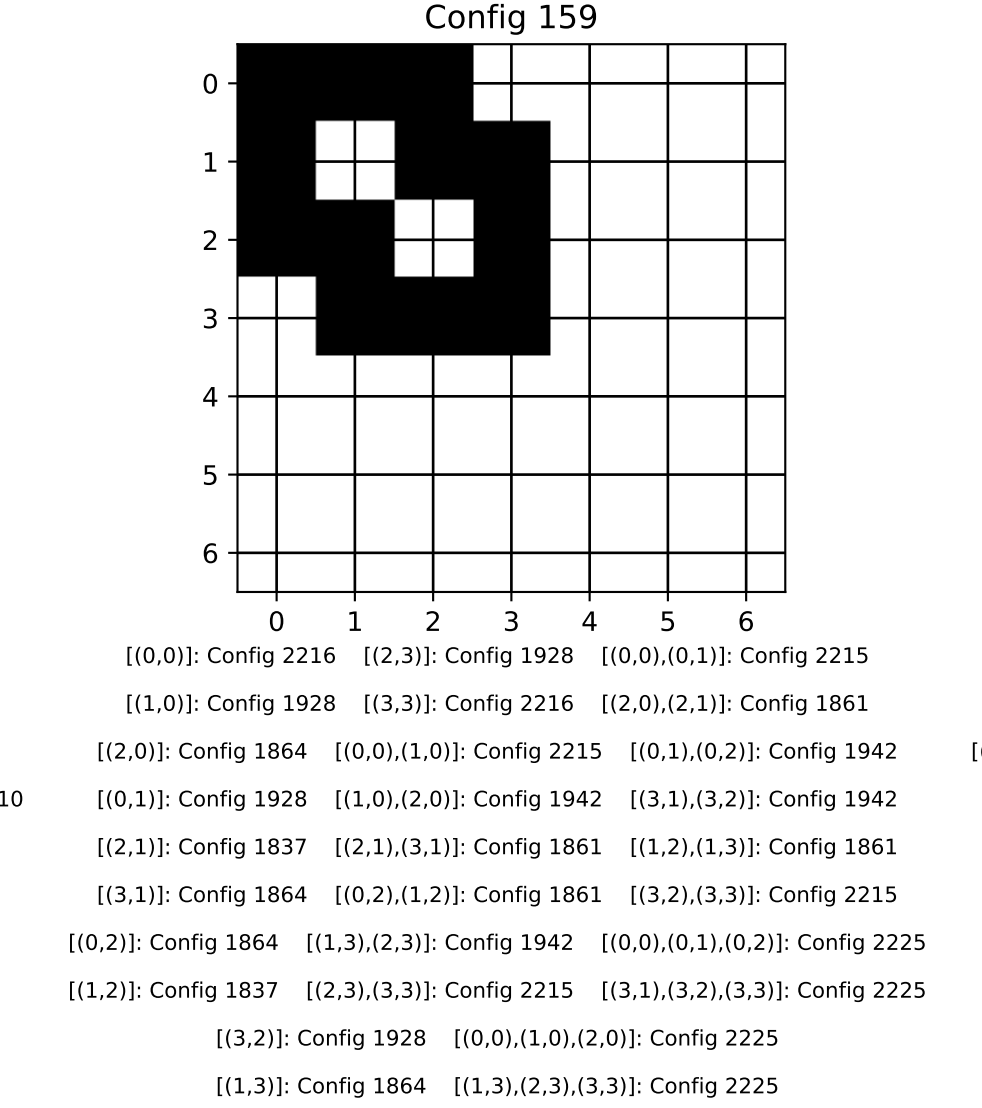 Config 159
0
1
2
3
4
5
6
0 1 2 3 4 5 6
[(0,0)]: Config 2216 [(2,3)]: Config 1928 [(0,0),(0,1)]: Config 2215
[(1,0)]: Config 1928 [(3,3)]: Config 2216 [(2,0),(2,1)]: Config 1861
[(2,0)]: Config 1864 [(0,0),(1,0)]: Config 2215 [(0,1),(0,2)]: Config 1942 [
10 [(0,1)]: Config 1928 [(1,0),(2,0)]: Config 1942 [(3,1),(3,2)]: Config 1942
[(2,1)]: Config 1837 [(2,1),(3,1)]: Config 1861 [(1,2),(1,3)]: Config 1861
[(3,1)]: Config 1864 [(0,2),(1,2)]: Config 1861 [(3,2),(3,3)]: Config 2215
[(0,2)]: Config 1864 [(1,3),(2,3)]: Config 1942 [(0,0),(0,1),(0,2)]: Config 2225
[(1,2)]: Config 1837 [(2,3),(3,3)]: Config 2215 [(3,1),(3,2),(3,3)]: Config 2225
[(3,2)]: Config 1928 [(0,0),(1,0),(2,0)]: Config 2225
[(1,3)]: Config 1864 [(1,3),(2,3),(3,3)]: Config 2225